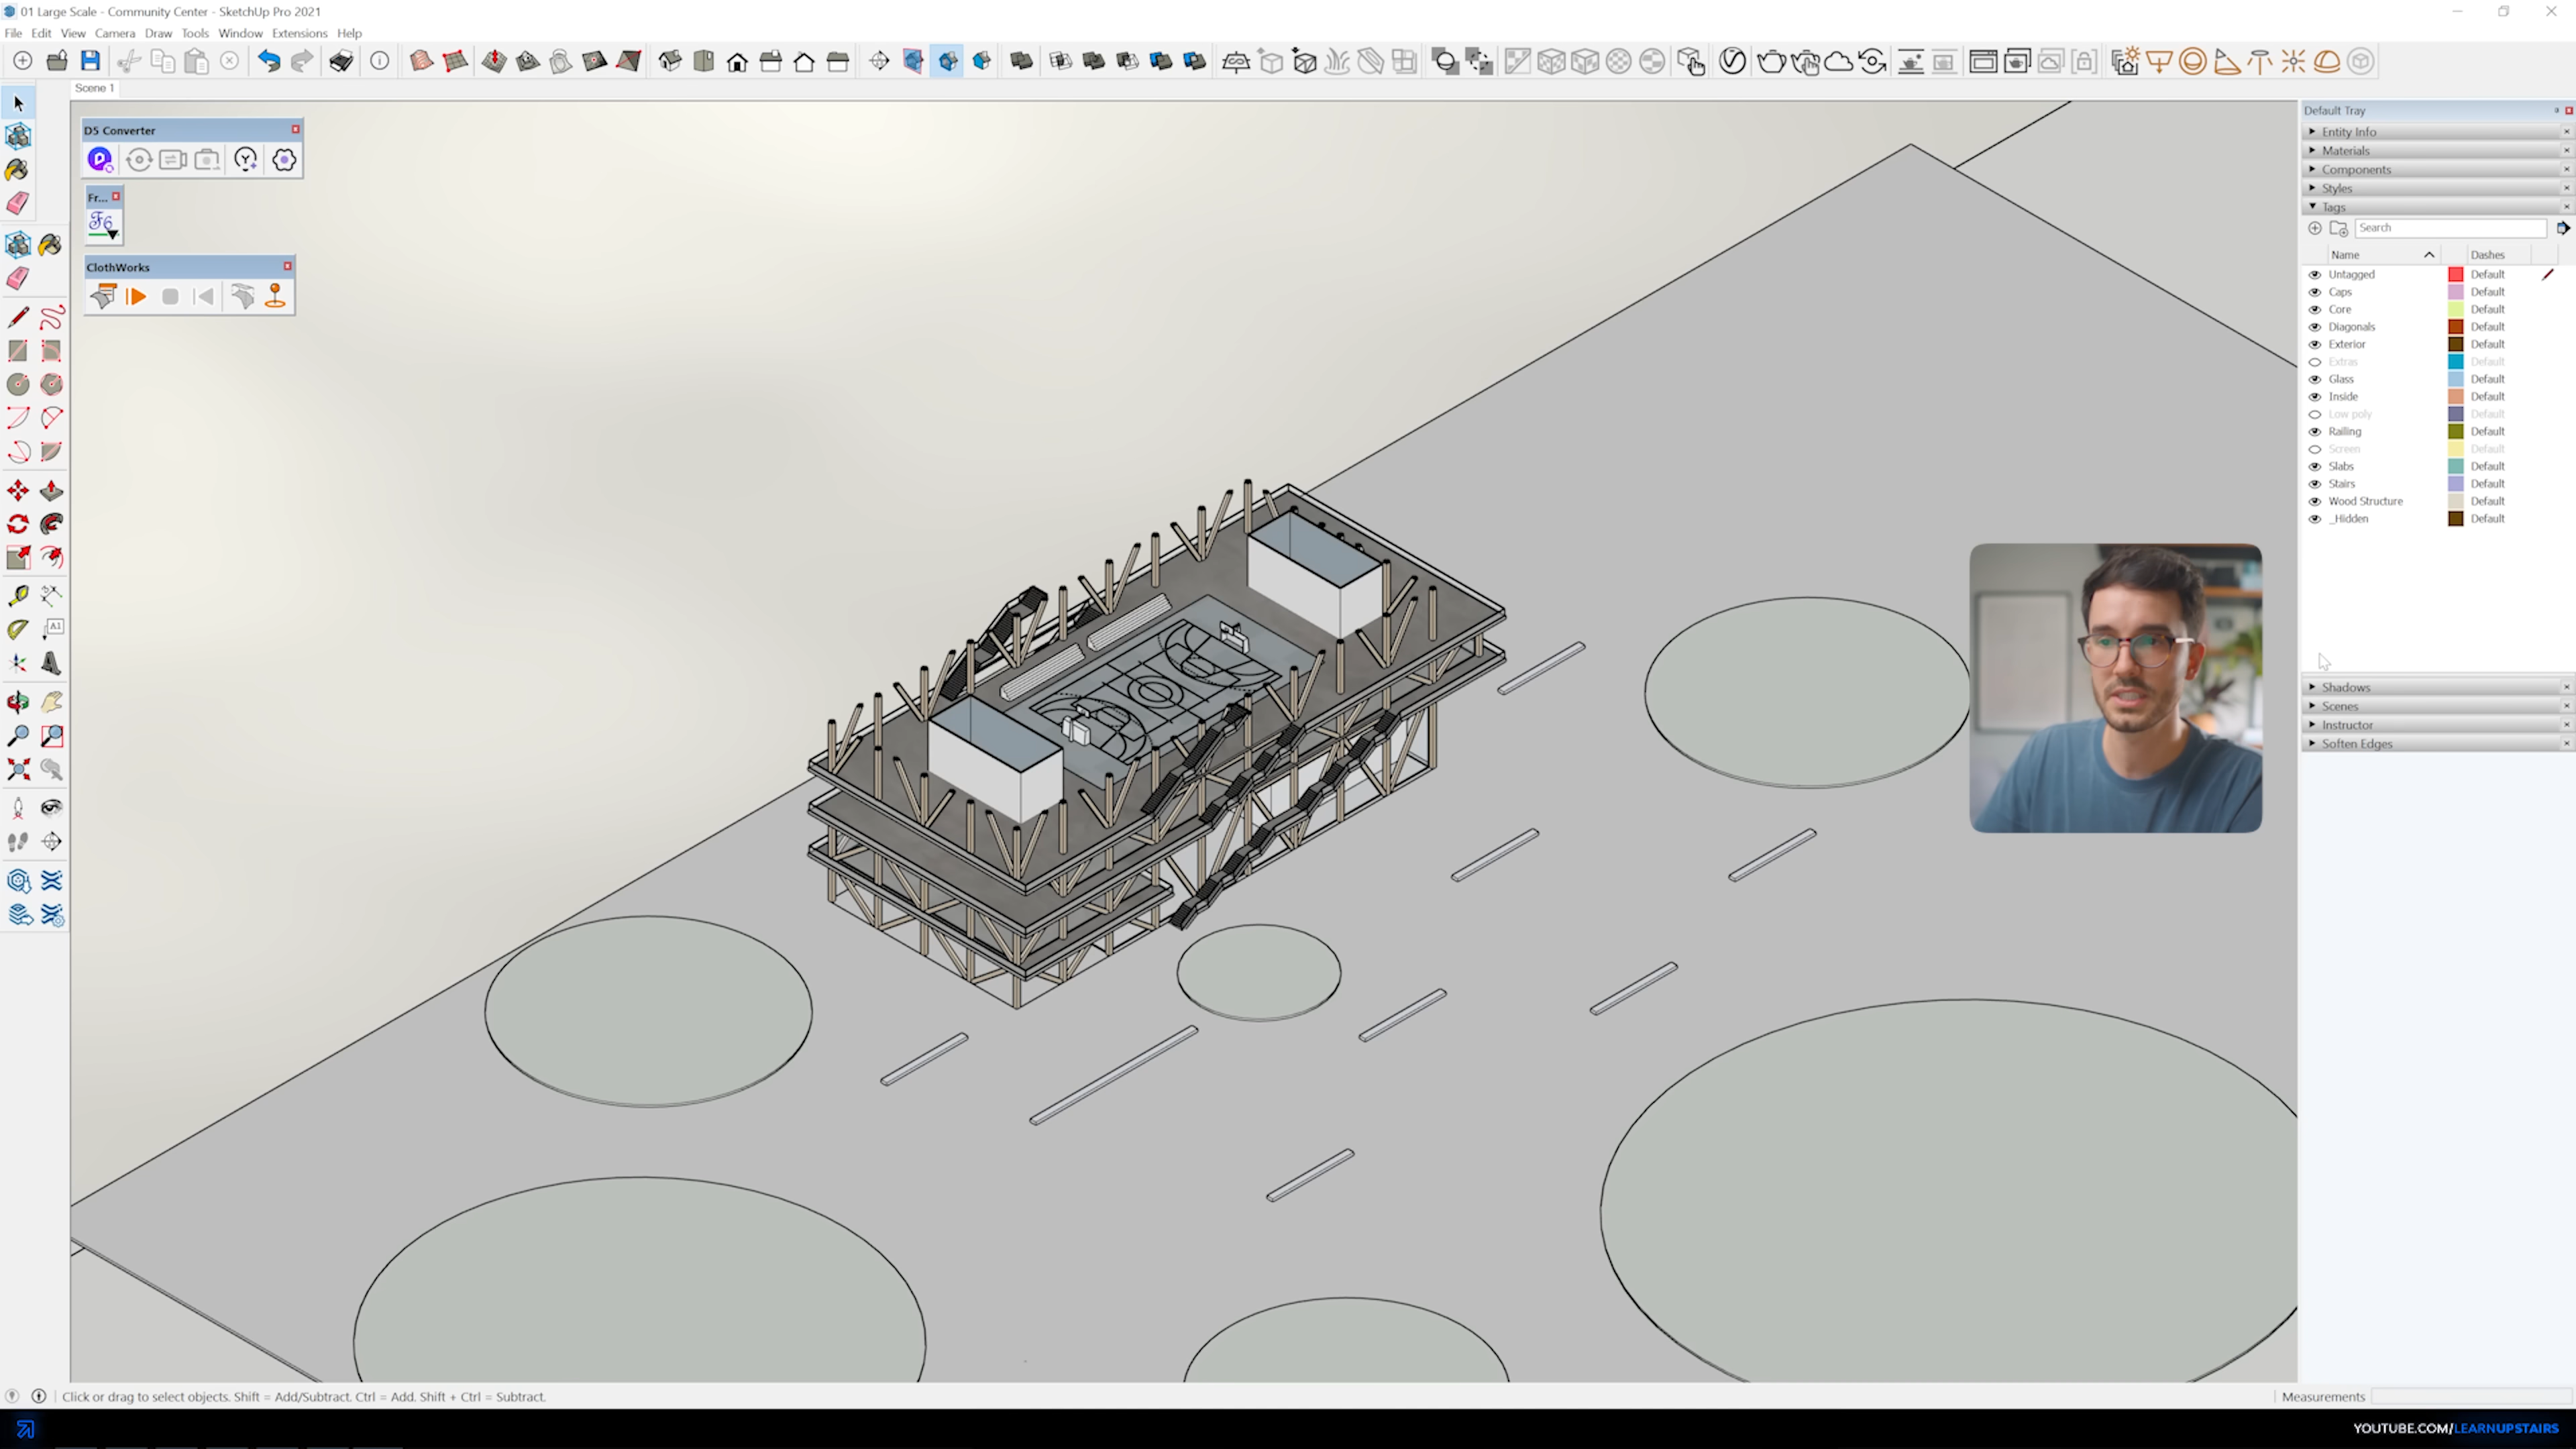 01 Large Scale - Community Center - SketchUp Pro 2021
File Edit View Camera Draw Tools Window Extensions Help
Scene 1
D5 Converter
Fr...
ClothWorks
A1
Default Tray
Entity Info
Materials
Components
Styles
Tags
Search
Name Dashes
Untagged Default
Caps Default
Core Default
Diagonals Default
Exterior Default
Extras Default
Glass Default
Inside Default
Low poly Default
Railing Default
Screen Default
Slabs Default
Stairs Default
Wood Structure Default
_Hidden Default
Shadows
Scenes
Instructor
Soften Edges
Click or drag to select objects. Shift = Add/Subtract. Ctrl = Add. Shift + Ctrl = Subtract.
Measurements
YOUTUBE.COM/LEARNUPSTAIRS